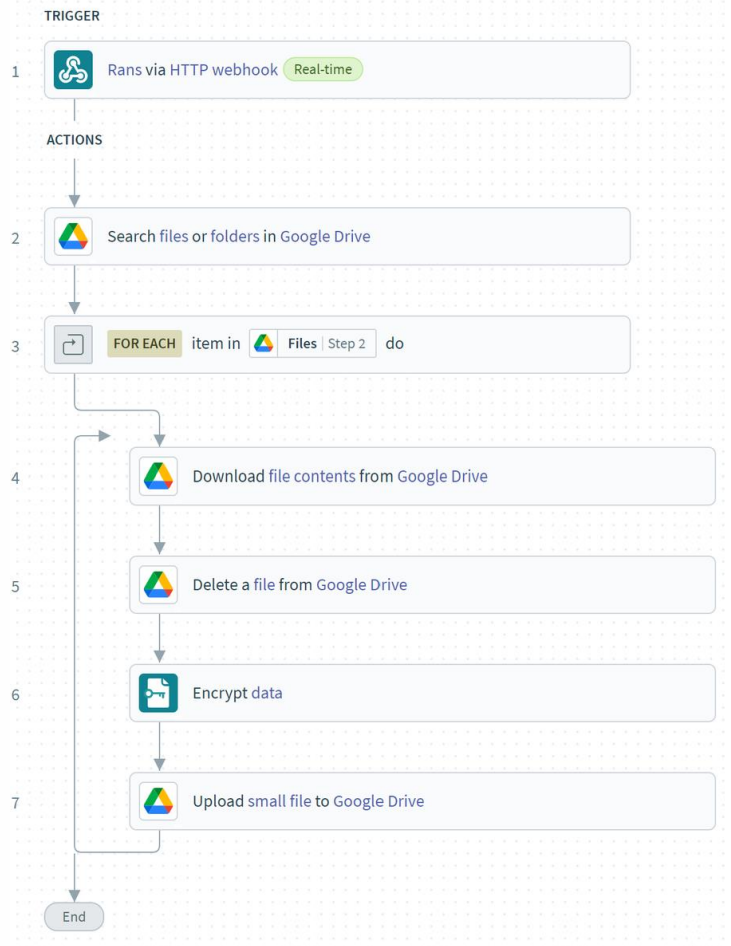 TRIGGER
1 Rans via HTTP webhook Real-time
ACTIONS
2 Search files or folders in Google Drive
3 FOR EACH item in Files | Step 2 do
4 Download file contents from Google Drive
5 Delete a file from Google Drive
6 Encrypt data
7 Upload small file to Google Drive
End